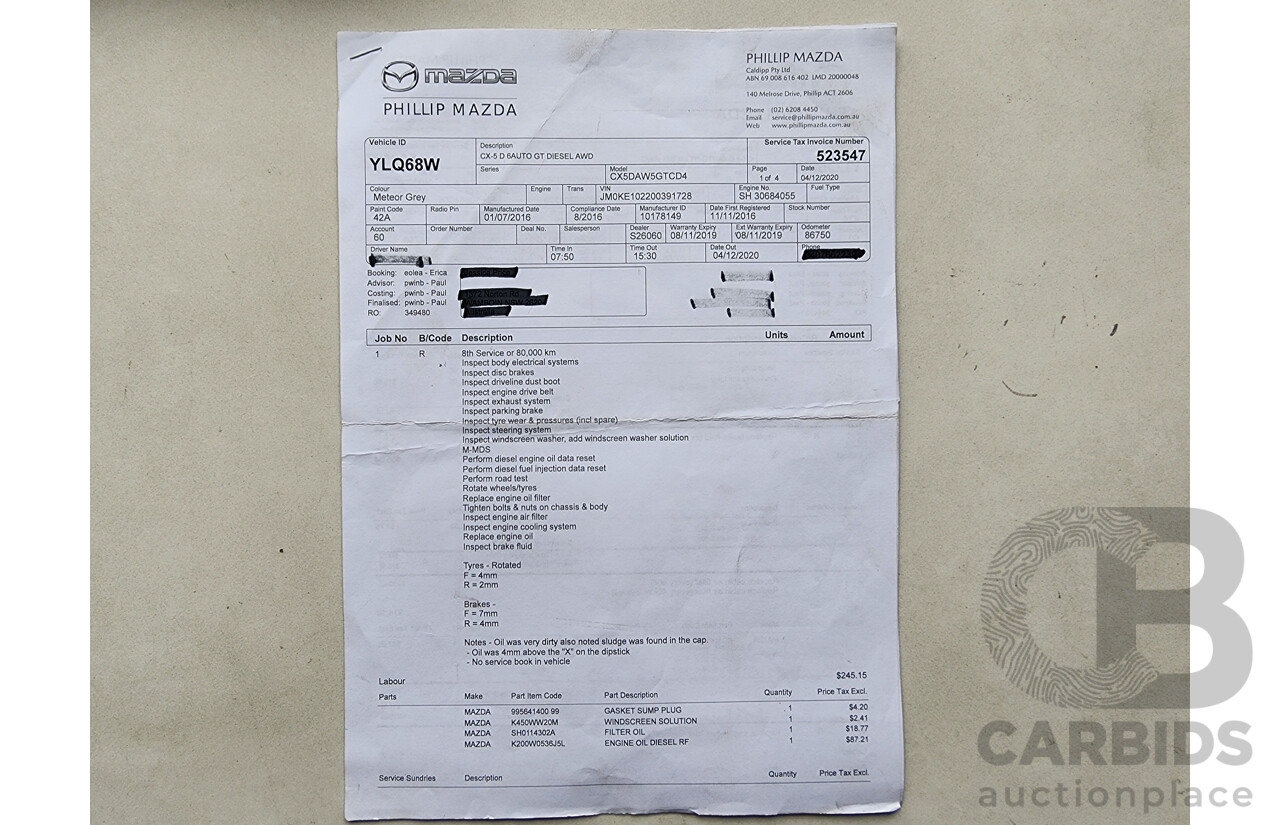 mazda
PHILLIP MAZDA
PHILLIP MAZDA
Caldipp Pty Ltd
ABN 69 008 616 402 LMD 20000048
140 Melrose Drive, Phillip ACT 2606
Phone (02) 6208 4450
Email service@phillipmazda.com.au
Web www.phillipmazda.com.au
Vehicle ID Description Service Tax Invoice Number
YLQ68W CX-5 D 6AUTO GT DIESEL AWD 523547
Series Model Page Date
CX5DAW5GTCD4 1 of 4 04/12/2020
Colour Engine Trans VIN Engine No. Fuel Type
Meteor Grey JM0KE102200391728 SH 30684055
Paint Code Radio Pin Manufactured Date Compliance Date Manufacturer ID Date First Registered Stock Number
42A 01/07/2016 8/2016 10178149 11/11/2016
Account Order Number Deal No. Salesperson Dealer Warranty Expiry Ext Warranty Expiry Odometer
60 S26060 08/11/2019 '08/11/2019 86750
Driver Name Time In Time Out Date Out Phone
07:50 15:30 04/12/2020
Booking: eolea - Erica
Advisor: pwinb - Paul
Costing: pwinb - Paul
Finalised: pwinb - Paul
RO: 349480
Job No B/Code Description Units Amount
1 R 8th Service or 80,000 km
Inspect body electrical systems
Inspect disc brakes
Inspect driveline dust boot
Inspect engine drive belt
Inspect exhaust system
Inspect parking brake
Inspect tyre wear & pressures (incl spare)
Inspect steering system
Inspect windscreen washer, add windscreen washer solution
M-MDS
Perform diesel engine oil data reset
Perform diesel fuel injection data reset
Perform road test
Rotate wheels/tyres
Replace engine oil filter
Tighten bolts & nuts on chassis & body
Inspect engine air filter
Inspect engine cooling system
Replace engine oil
Inspect brake fluid
Tyres - Rotated
F = 4mm
R = 2mm
Brakes -
F = 7mm
R = 4mm
Notes - Oil was very dirty also noted sludge was found in the cap.
- Oil was 4mm above the "X" on the dipstick
- No service book in vehicle
Labour $245.15
Parts Make Part Item Code Part Description Quantity Price Tax Excl.
MAZDA 995641400 99 GASKET SUMP PLUG 1 $4.20
MAZDA K450WW20M WINDSCREEN SOLUTION 1 $2.41
MAZDA SH0114302A FILTER OIL 1 $18.77
MAZDA K200W0536J5L ENGINE OIL DIESEL RF 1 $87.21
Service Sundries Description Quantity Price Tax Excl.
CB
CARBIDS
auctionplace